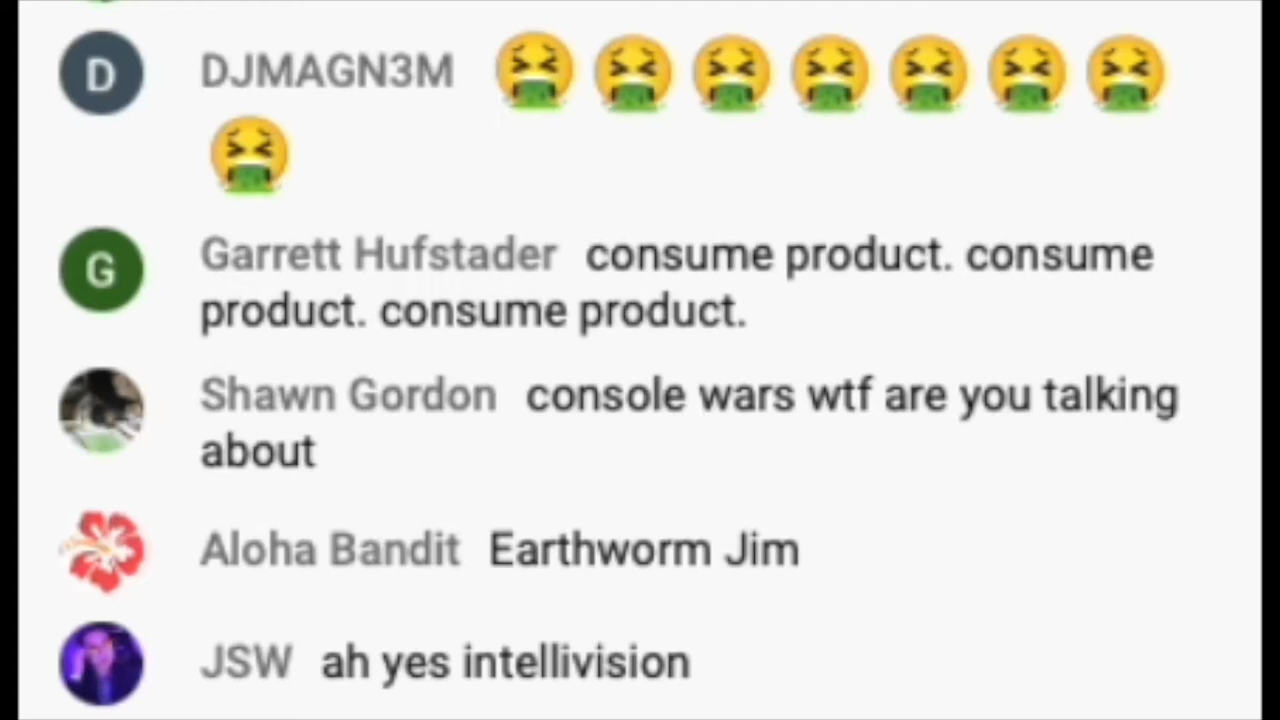 D DJMAGN3M 🤮🤮🤮🤮🤮🤮🤮
🤮
G Garrett Hufstader consume product. consume
product. consume product.
Shawn Gordon console wars wtf are you talking
about
Aloha Bandit Earthworm Jim
JSW ah yes intellivision